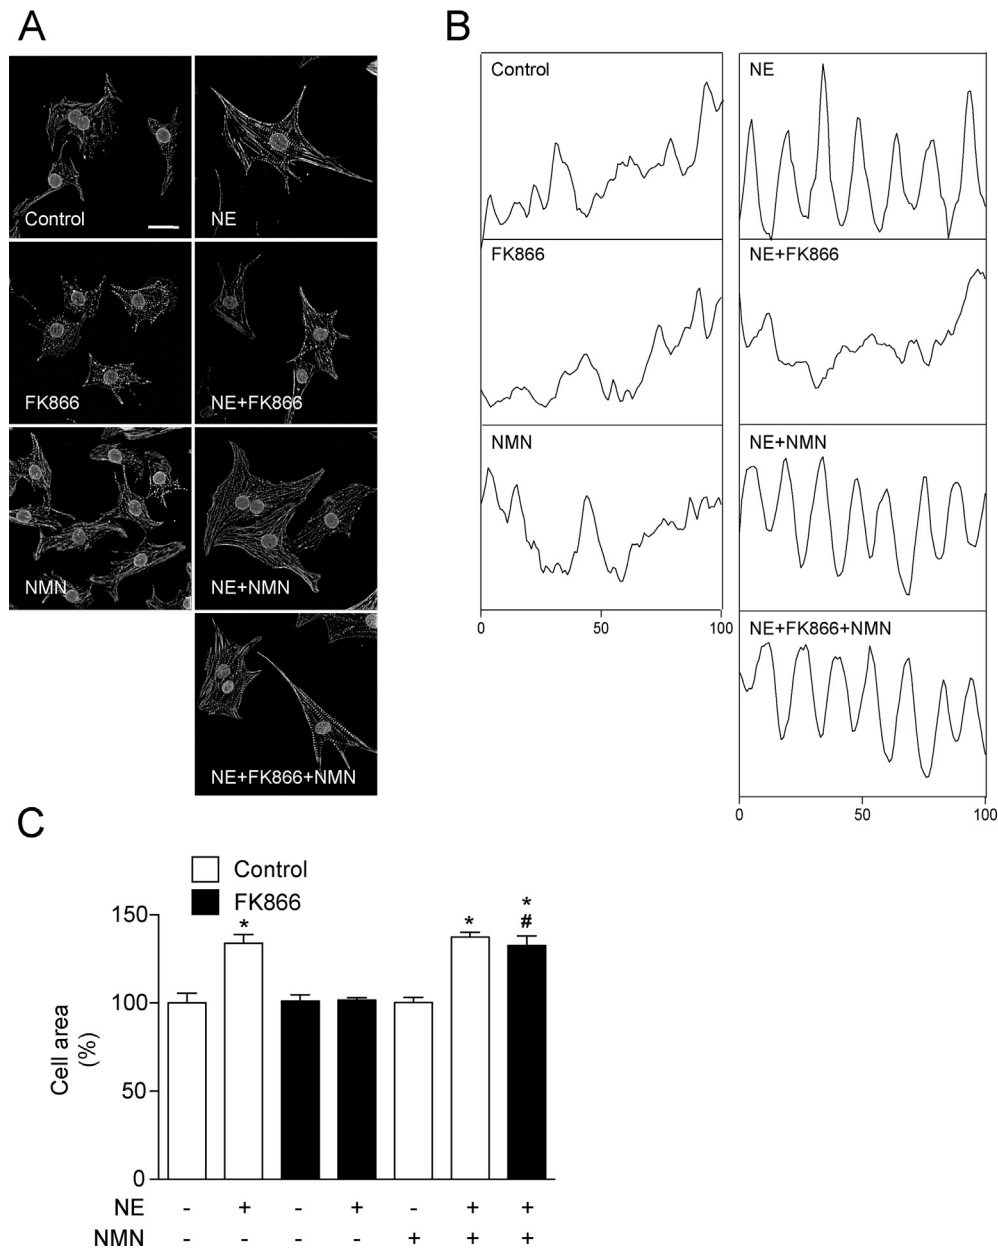 A
B
Control
NE
FK866
NE+FK866
NMN
NE+NMN
NE+FK866+NMN
Control
NE
FK866
NE+FK866
NMN
NE+NMN
0 50 100
NE+FK866+NMN
0 50 100
C
Control
FK866
150
100
50
0
Cell area
(%)
* * *
#
NE - + - + - + +
NMN - - - - + + +